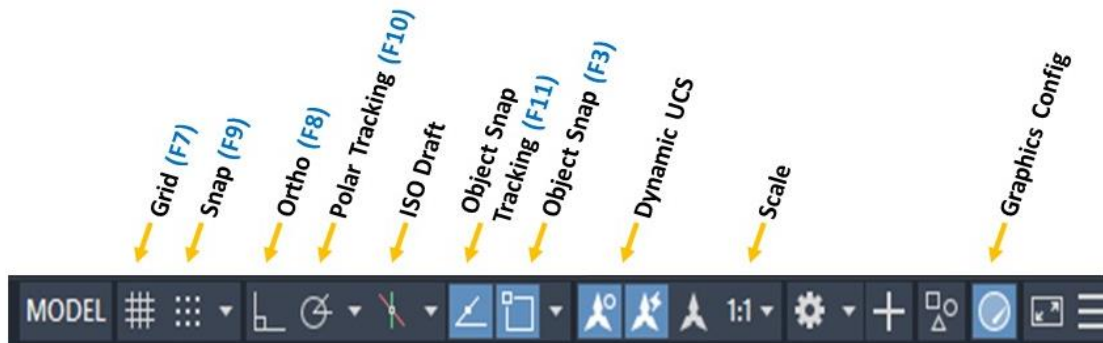 Grid (F7)
Snap (F9)
Ortho (F8)
Polar Tracking (F10)
ISO Draft
Object Snap
Tracking (F11)
Object Snap (F3)
Dynamic UCS
Scale
Graphics Config
MODEL
1:1